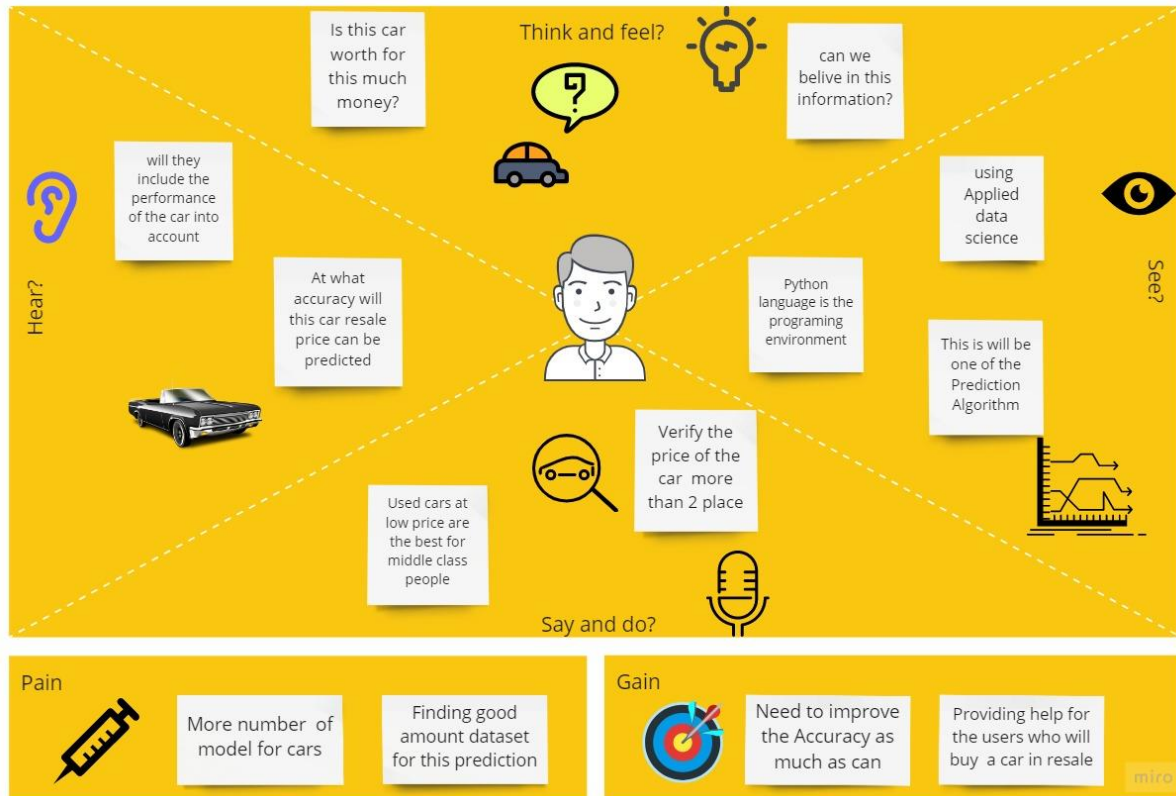 Think and feel?
Is this car
worth for
this much
money?
can we
belive in this
information?
Hear?
will they
include the
performance
of the car into
account
At what
accuracy will
this car resale
price can be
predicted
See?
using
Applied
data
science
Python
language is the
programing
environment
This is will be
one of the
Prediction
Algorithm
Say and do?
Verify the
price of the
car more
than 2 place
Used cars at
low price are
the best for
middle class
people
Pain
More number of
model for cars
Finding good
amount dataset
for this prediction
Gain
Need to improve
the Accuracy as
much as can
Providing help for
the users who will
buy a car in resale
miro